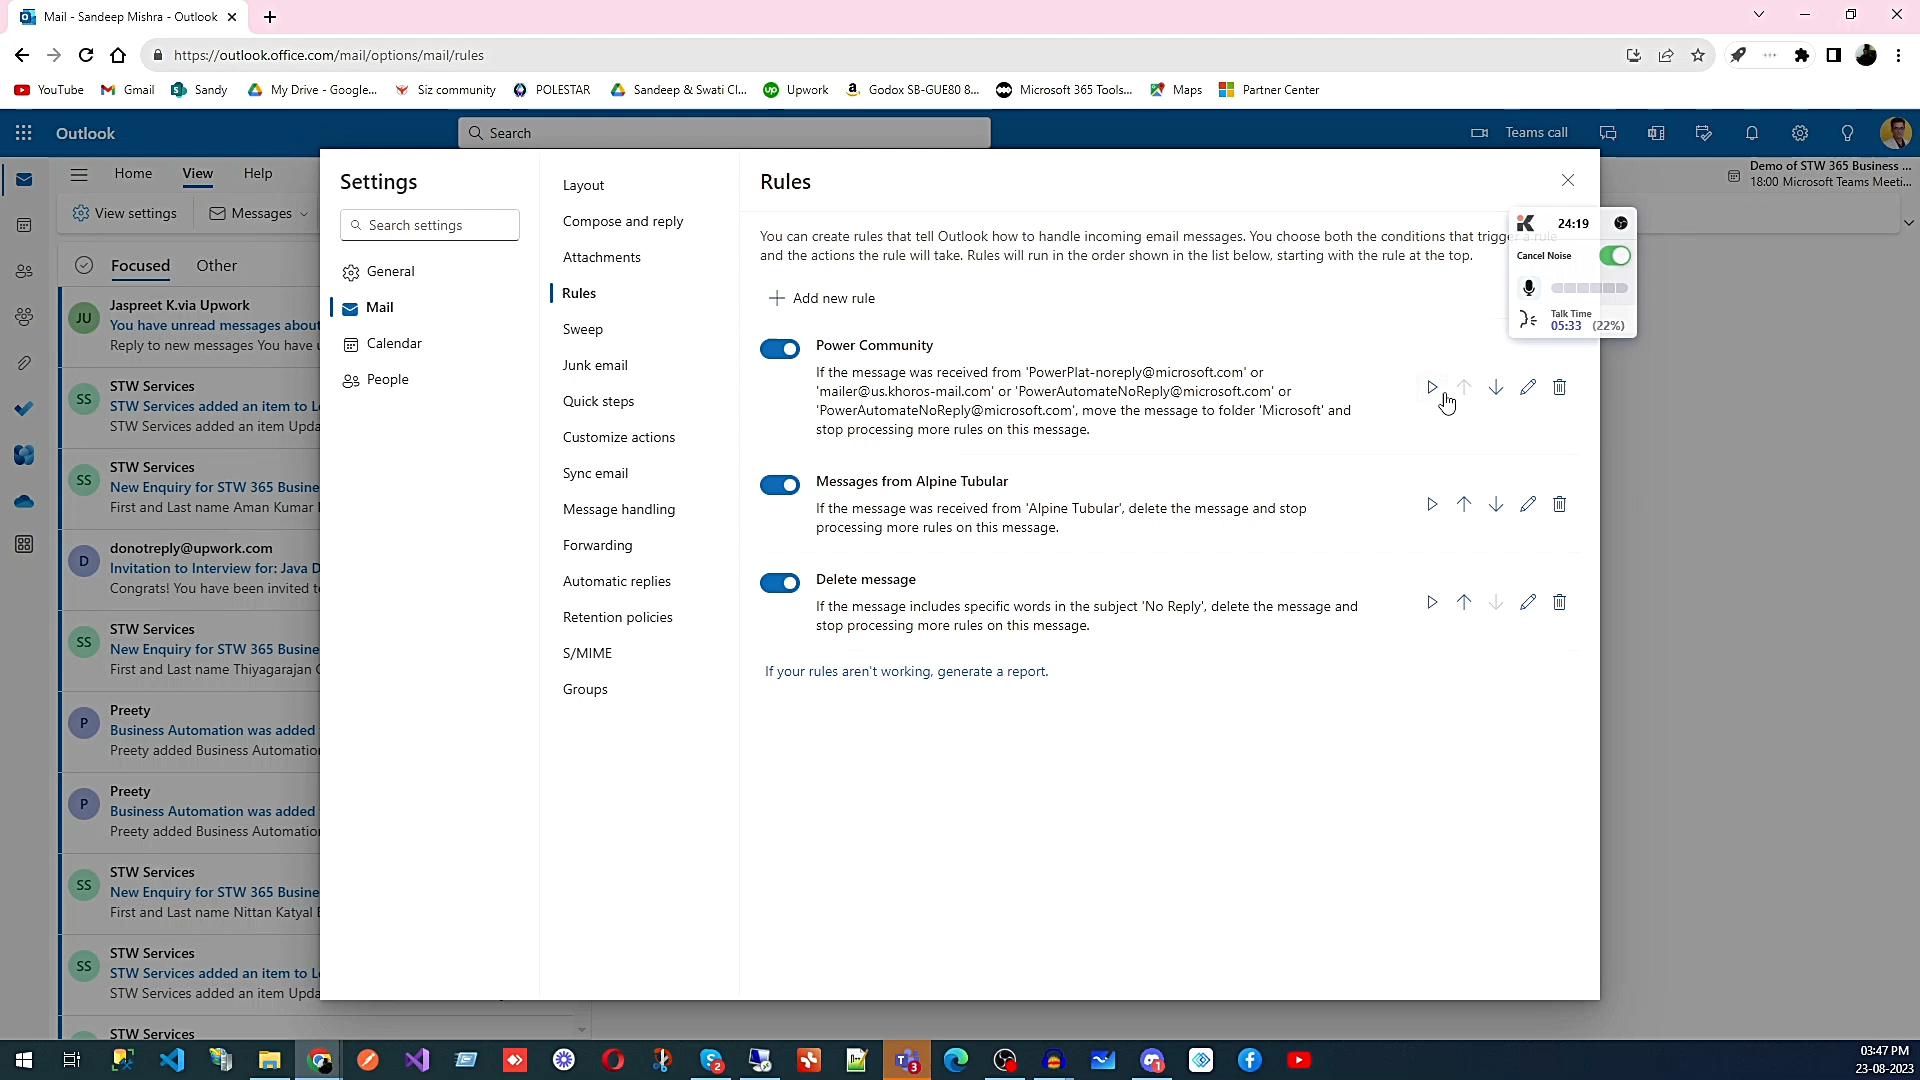 Mail - Sandeep Mishra - Outlook
https://outlook.office.com/mail/options/mail/rules
YouTube Gmail Sandy My Drive - Google... Siz community POLESTAR Sandeep & Swati Cl... Upwork Godox SB-GUE80 8... Microsoft 365 Tools... Maps Partner Center
Outlook
Search
Teams call
Home View Help
Demo of STW 365 Business ...
18:00 Microsoft Teams Meeti...
View settings Messages
Focused Other
JU
Jaspreet K.via Upwork
You have unread messages about
Reply to new messages You have u
SS
STW Services
STW Services added an item to L
STW Services added an item Upda
SS
STW Services
New Enquiry for STW 365 Busine
First and Last name Aman Kumar
D
donotreply@upwork.com
Invitation to Interview for: Java D
Congrats! You have been invited t
SS
STW Services
New Enquiry for STW 365 Busine
First and Last name Thiyagarajan
P
Preety
Business Automation was added
Preety added Business Automatio
P
Preety
Business Automation was added
Preety added Business Automatio
SS
STW Services
New Enquiry for STW 365 Busine
First and Last name Nittan Katyal
SS
STW Services
STW Services added an item to L
STW Services added an item Upda
STW Services
Settings
Search settings
General
Mail
Calendar
People
Layout
Compose and reply
Attachments
Rules
Sweep
Junk email
Quick steps
Customize actions
Sync email
Message handling
Forwarding
Automatic replies
Retention policies
S/MIME
Groups
Rules
You can create rules that tell Outlook how to handle incoming email messages. You choose both the conditions that trigger a rule
and the actions the rule will take. Rules will run in the order shown in the list below, starting with the rule at the top.
Add new rule
Power Community
If the message was received from 'PowerPlat-noreply@microsoft.com' or
'mailer@us.khoros-mail.com' or 'PowerAutomateNoReply@microsoft.com' or
'PowerAutomateNoReply@microsoft.com', move the message to folder 'Microsoft' and
stop processing more rules on this message.
Messages from Alpine Tubular
If the message was received from 'Alpine Tubular', delete the message and stop
processing more rules on this message.
Delete message
If the message includes specific words in the subject 'No Reply', delete the message and
stop processing more rules on this message.
If your rules aren't working, generate a report.
24:19
Cancel Noise
Talk Time
05:33 (22%)
2
3
1
03:47 PM
23-08-2023